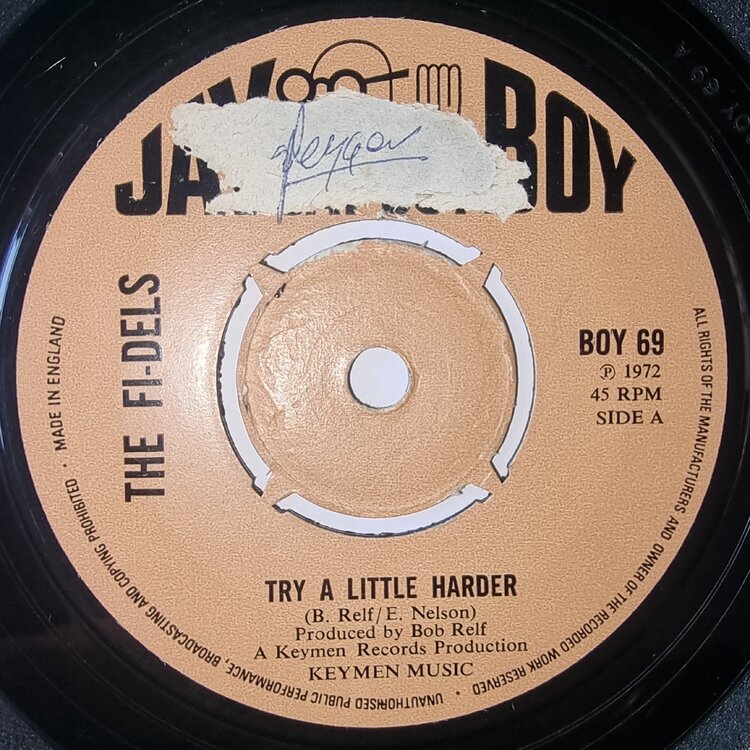 JAY BOY
THE FI-DELS
BOY 69
℗ 1972
45 RPM
SIDE A
TRY A LITTLE HARDER
(B. Relf/E. Nelson)
Produced by Bob Relf
A Keymen Records Production
KEYMEN MUSIC
ALL RIGHTS OF THE MANUFACTURERS AND OWNER OF THE RECORDED WORK RESERVED · UNAUTHORISED PUBLIC PERFORMANCE, BROADCASTING AND COPYING PROHIBITED · MADE IN ENGLAND